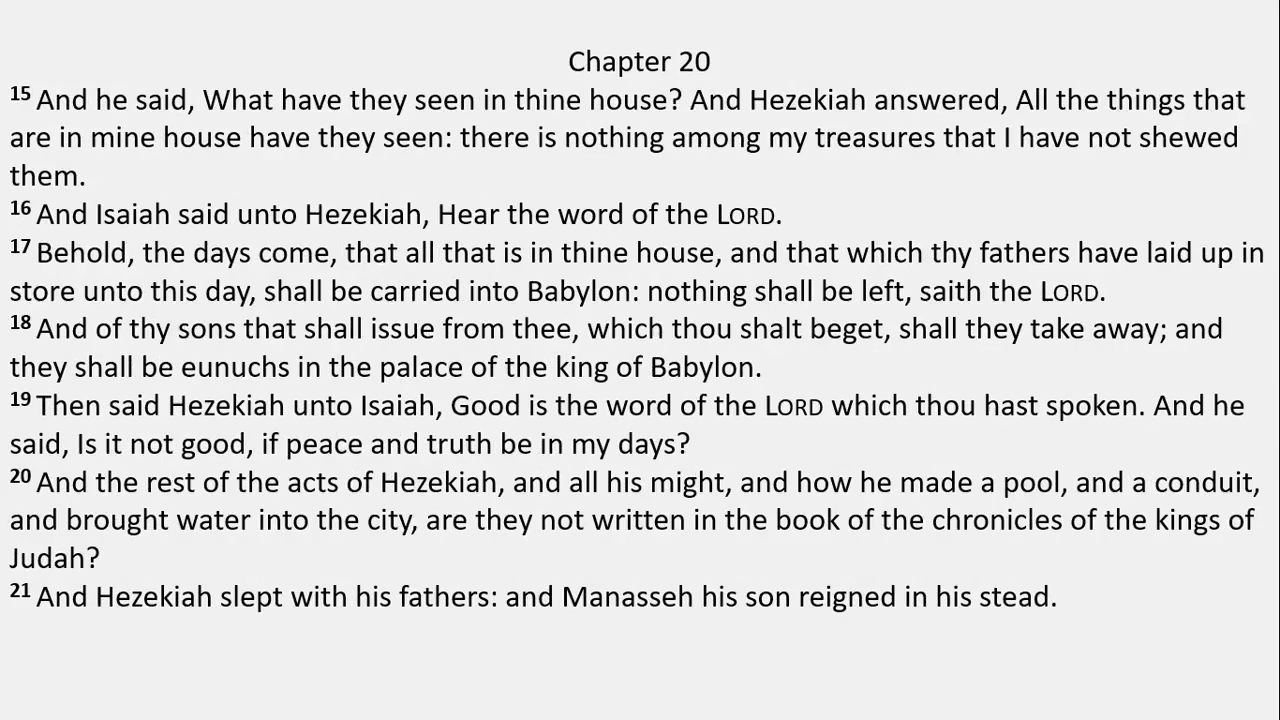 Chapter 20
15 And he said, What have they seen in thine house? And Hezekiah answered, All the things that
are in mine house have they seen: there is nothing among my treasures that I have not shewed
them.
16 And Isaiah said unto Hezekiah, Hear the word of the LORD.
17 Behold, the days come, that all that is in thine house, and that which thy fathers have laid up in
store unto this day, shall be carried into Babylon: nothing shall be left, saith the LORD.
18 And of thy sons that shall issue from thee, which thou shalt beget, shall they take away; and
they shall be eunuchs in the palace of the king of Babylon.
19 Then said Hezekiah unto Isaiah, Good is the word of the LORD which thou hast spoken. And he
said, Is it not good, if peace and truth be in my days?
20 And the rest of the acts of Hezekiah, and all his might, and how he made a pool, and a conduit,
and brought water into the city, are they not written in the book of the chronicles of the kings of
Judah?
21 And Hezekiah slept with his fathers: and Manasseh his son reigned in his stead.